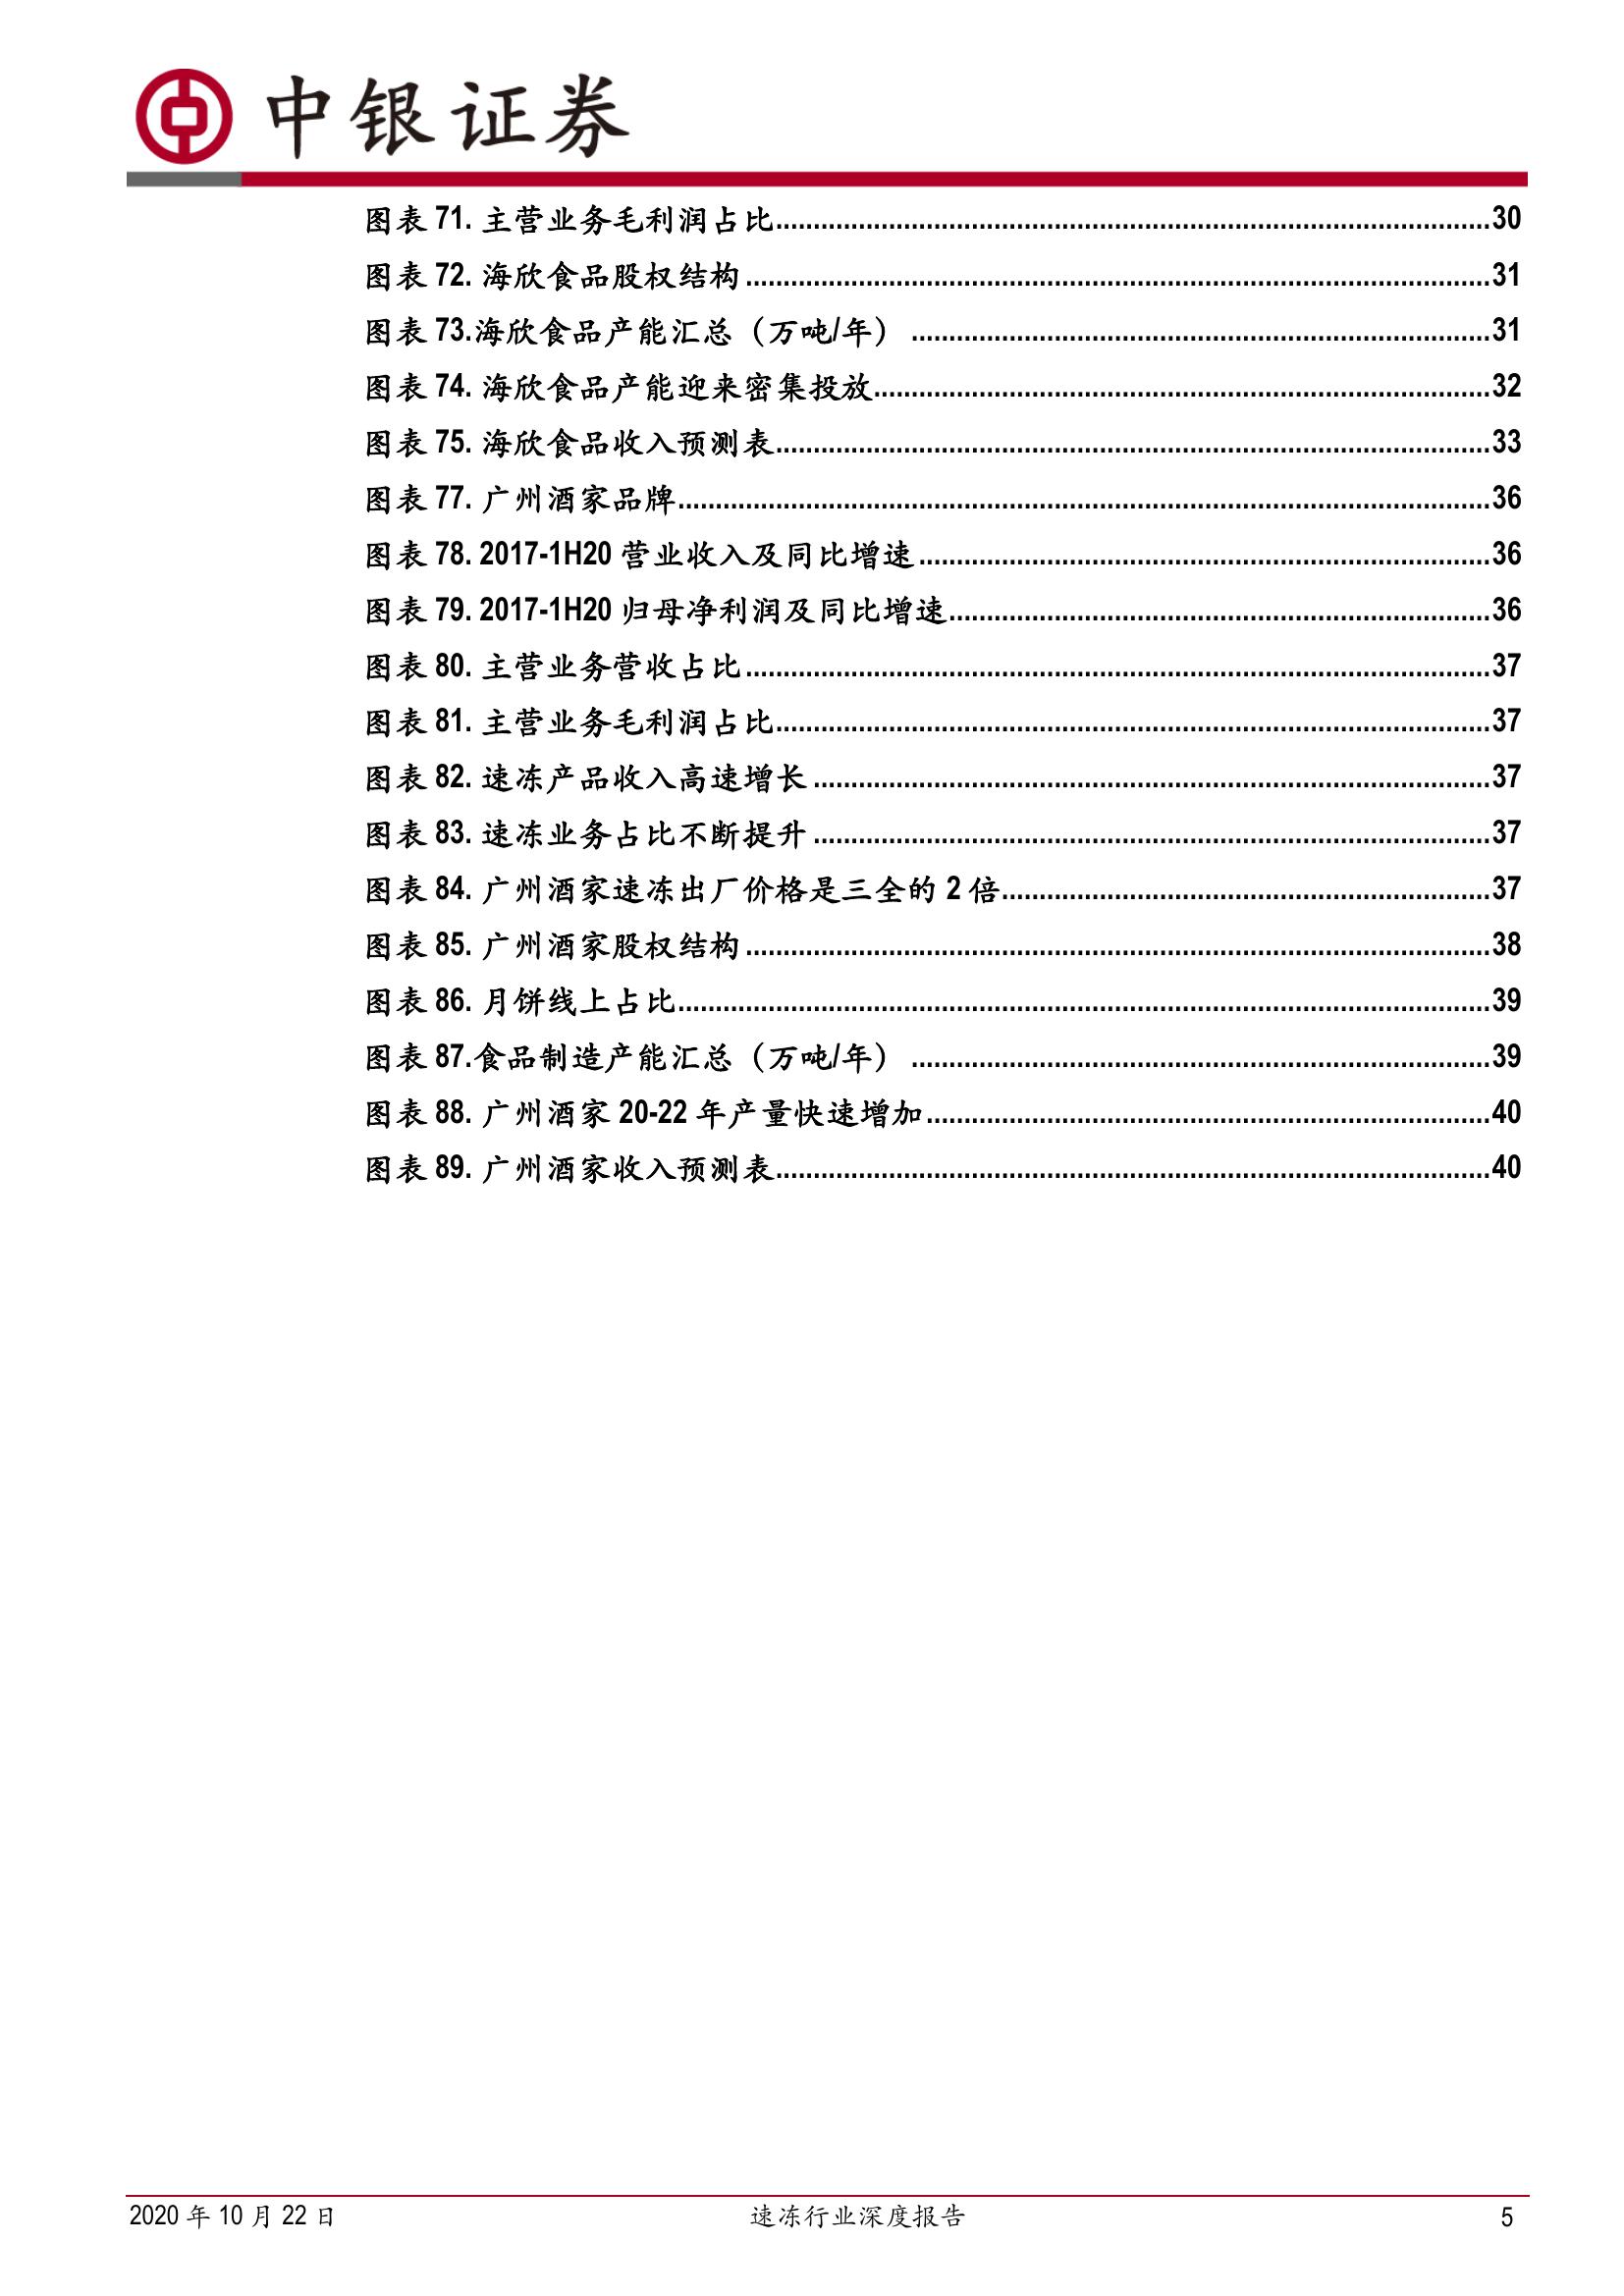 中银证券
图表 71. 主营业务毛利润占比................................30
图表 72. 海欣食品股权结构................................31
图表 73.海欣食品产能汇总（万吨/年）................................31
图表 74. 海欣食品产能迎来密集投放................................32
图表 75. 海欣食品收入预测表................................33
图表 77. 广州酒家品牌................................36
图表 78. 2017-1H20 营业收入及同比增速................................36
图表 79. 2017-1H20 归母净利润及同比增速................................36
图表 80. 主营业务营收占比................................37
图表 81. 主营业务毛利润占比................................37
图表 82. 速冻产品收入高速增长................................37
图表 83. 速冻业务占比不断提升................................37
图表 84. 广州酒家速冻出厂价格是三全的 2 倍................................37
图表 85. 广州酒家股权结构................................38
图表 86. 月饼线上占比................................39
图表 87.食品制造产能汇总（万吨/年）................................39
图表 88. 广州酒家 20-22 年产量快速增加................................40
图表 89. 广州酒家收入预测表................................40
2020 年 10 月 22 日 速冻行业深度报告 5